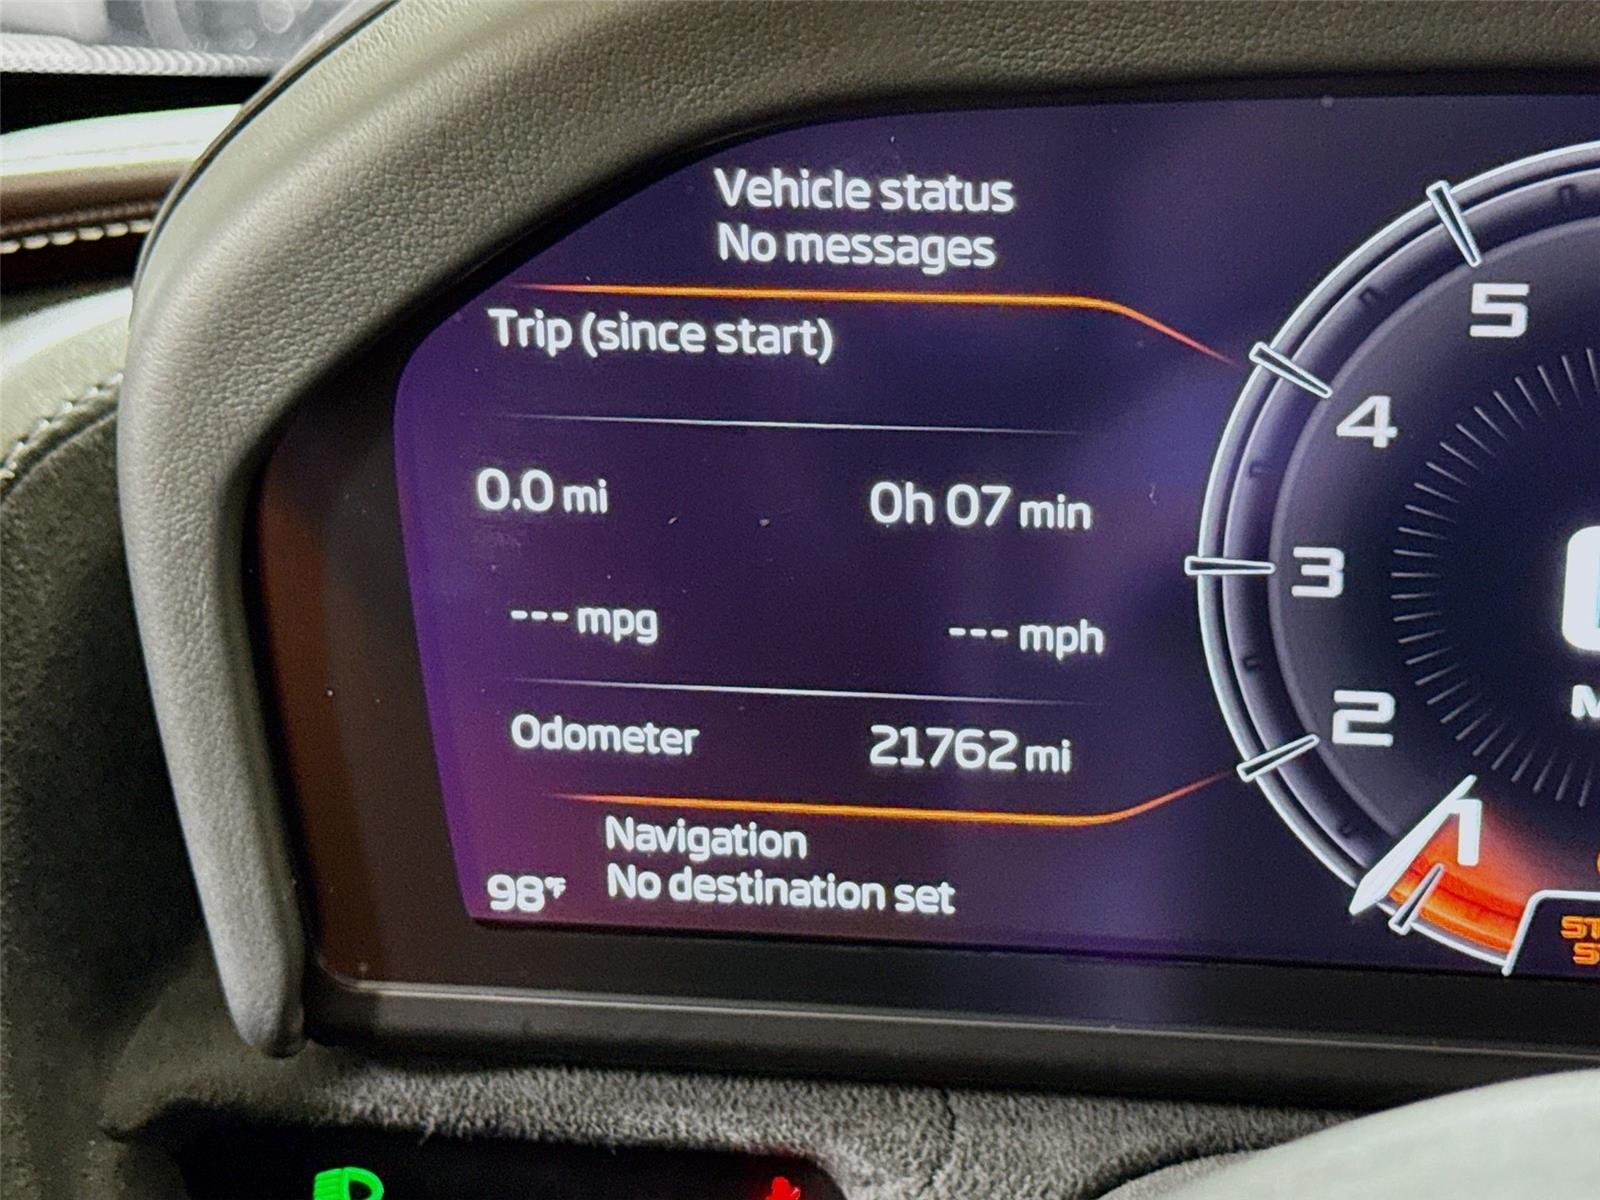 Vehicle status
No messages
Trip (since start)
0.0 mi
0h 07 min
--- mpg
--- mph
Odometer
21762 mi
Navigation
No destination set
98°F
5
4
3
2
1